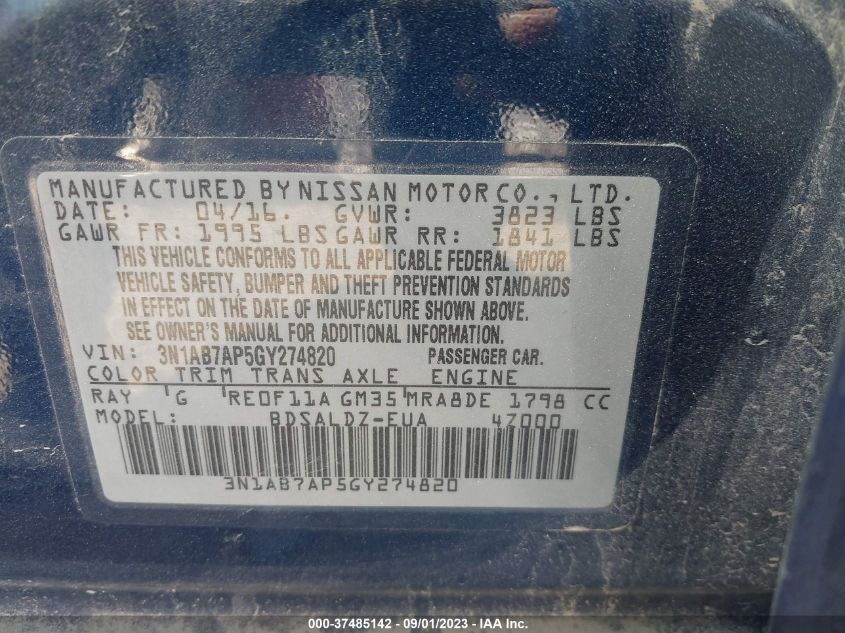 MANUFACTURED BY NISSAN MOTOR CO., LTD.
DATE: 04/16. GVWR: 3823 LBS
GAWR FR: 1995 LBS GAWR RR: 1841 LBS
THIS VEHICLE CONFORMS TO ALL APPLICABLE FEDERAL MOTOR
VEHICLE SAFETY, BUMPER AND THEFT PREVENTION STANDARDS
IN EFFECT ON THE DATE OF MANUFACTURE SHOWN ABOVE.
SEE OWNER'S MANUAL FOR ADDITIONAL INFORMATION.
VIN: 3N1AB7AP5GY274820 PASSENGER CAR.
COLOR TRIM TRANS AXLE ENGINE
RAY G RE0F11A GM35 MRA8DE 1798 CC
MODEL: BDSALDZ-EUA 4Z000
3N1AB7AP5GY274820
000-37485142 - 09/01/2023 - IAA Inc.